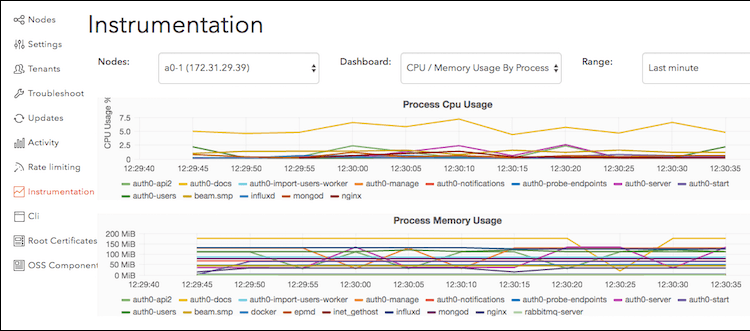 Instrumentation
Nodes
Settings
Tenants
Troubleshoot
Updates
Activity
Rate limiting
Instrumentation
Cli
Root Certificates
OSS Component
Nodes: a0-1 (172.31.29.39) Dashboard: CPU / Memory Usage By Process Range: Last minute
Process Cpu Usage
CPU Usage %
7.5
5.0
2.5
0
12:29:40 12:29:45 12:29:50 12:29:55 12:30:00 12:30:05 12:30:10 12:30:15 12:30:20 12:30:25 12:30:30 12:30:35
auth0-api2 auth0-docs auth0-import-users-worker auth0-manage auth0-notifications auth0-probe-endpoints auth0-server auth0-start
auth0-users beam.smp influxd mongod nginx
Process Memory Usage
200 MiB
150 MiB
100 MiB
50 MiB
0 MiB
12:29:40 12:29:45 12:29:50 12:29:55 12:30:00 12:30:05 12:30:10 12:30:15 12:30:20 12:30:25 12:30:30 12:30:35
auth0-api2 auth0-docs auth0-import-users-worker auth0-manage auth0-notifications auth0-probe-endpoints auth0-server auth0-start
auth0-users beam.smp docker epmd inet_gethost influxd mongod nginx rabbitmq-server